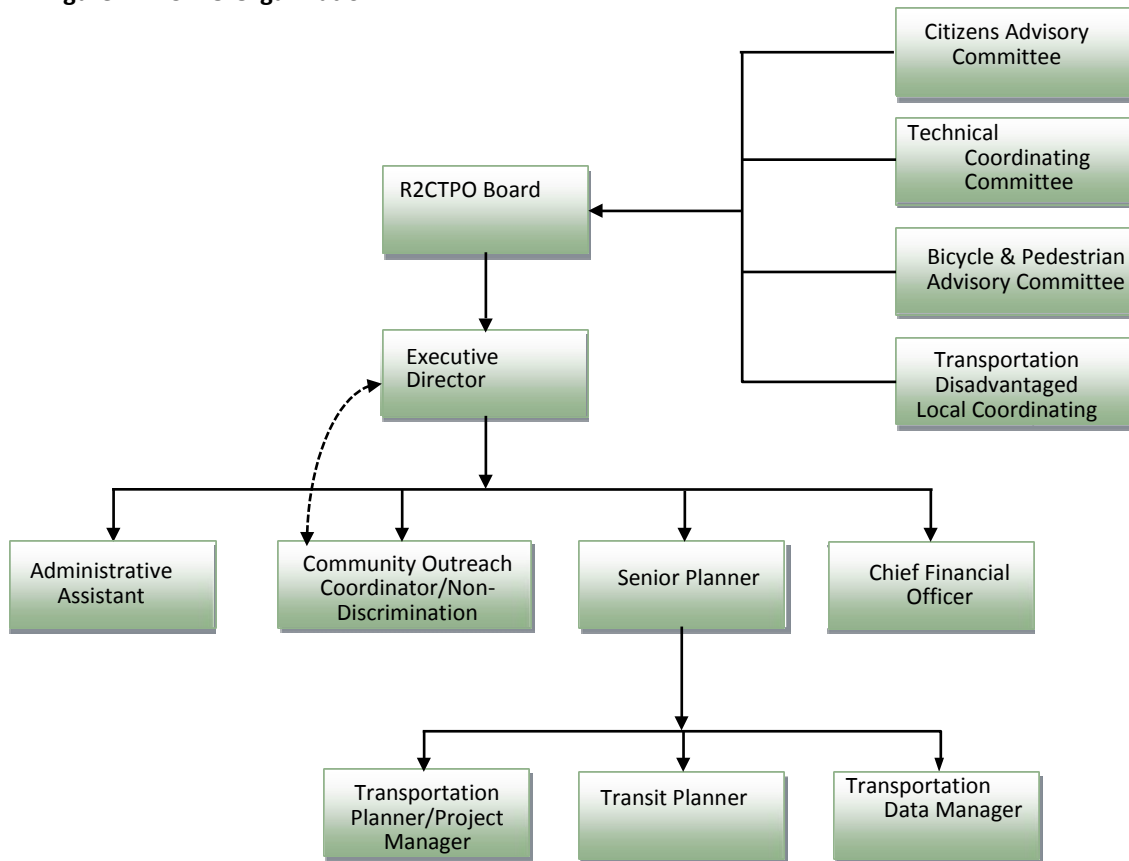 Citizens Advisory
Committee
Technical
Coordinating
Committee
R2CTPO Board
Bicycle & Pedestrian
Advisory Committee
Executive
Director
Transportation
Disadvantaged
Local Coordinating
Administrative
Assistant
Community Outreach
Coordinator/Non-
Discrimination
Senior Planner
Chief Financial
Officer
Transportation
Planner/Project
Manager
Transit Planner
Transportation
Data Manager